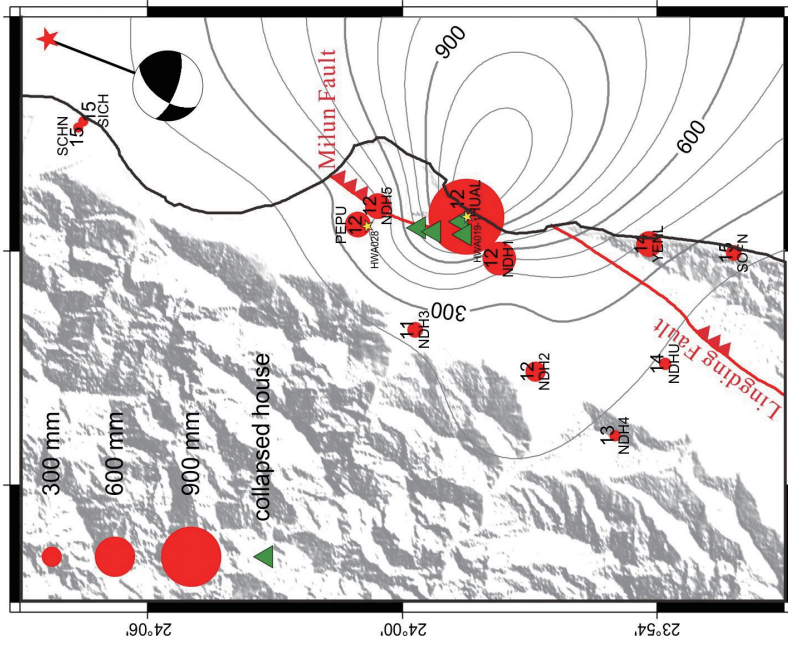 900
600
300
Milun Fault
Lingding Fault
SCHN
15
15
SICH
PEPU
12
12
NDH5
HWA028
12
HUAL
HWA019
12
NDH1
14
YENL
15
SOFN
11
NDH3
12
NDH2
14
NDHU
13
NDH4
300 mm
600 mm
900 mm
collapsed house
24°06'
24°00'
23°54'